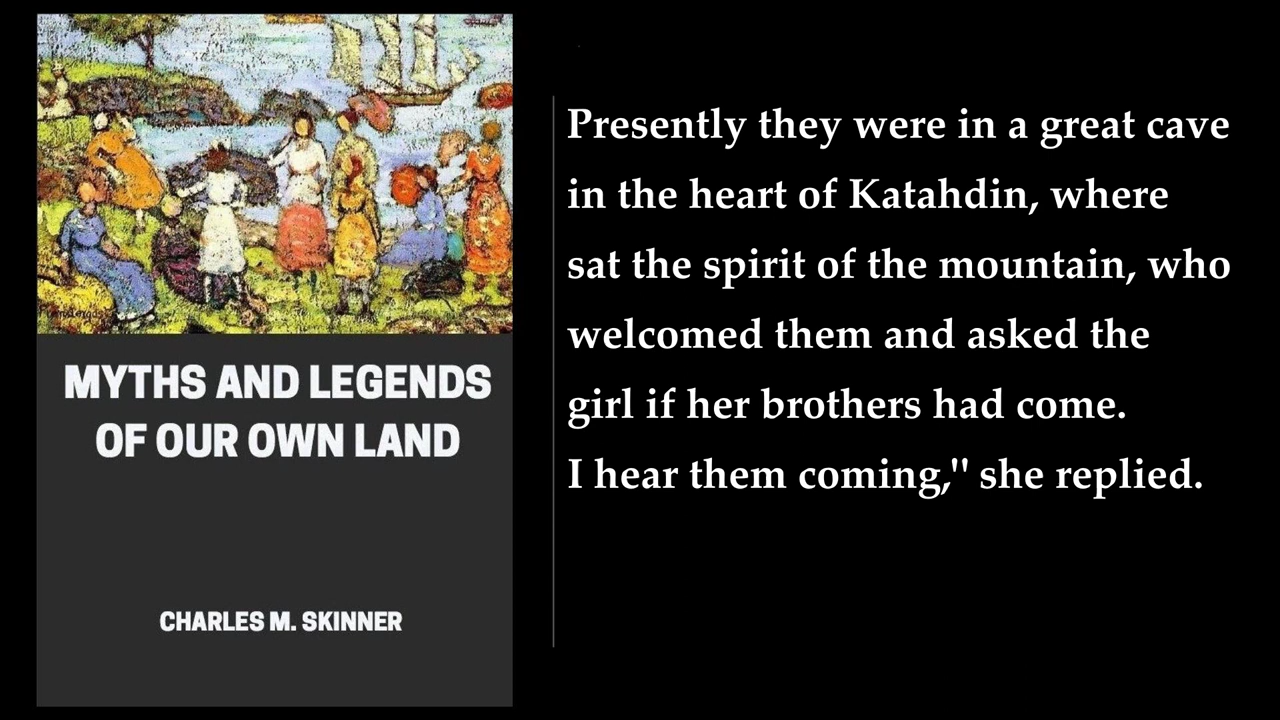 MYTHS AND LEGENDS
OF OUR OWN LAND
CHARLES M. SKINNER
Presently they were in a great cave
in the heart of Katahdin, where
sat the spirit of the mountain, who
welcomed them and asked the
girl if her brothers had come.
I hear them coming," she replied.